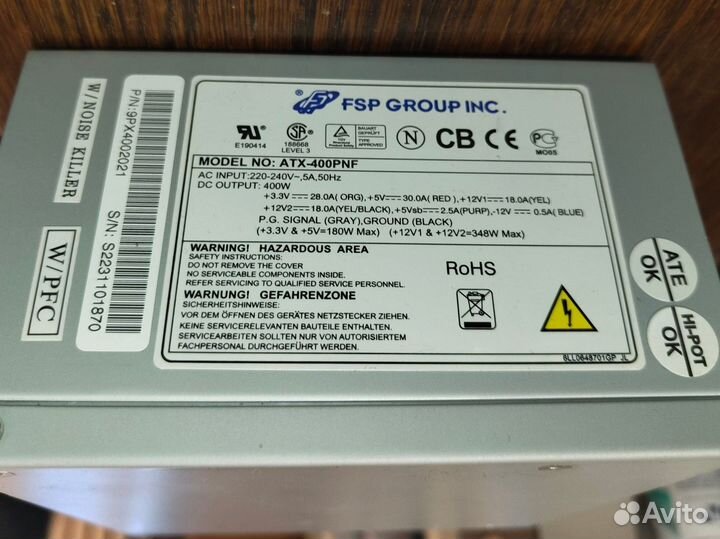 W/NOISE KILLER
W/PFC
P/N:9PX4002021
S/N: S2231101870
FSP GROUP INC.
E190414
188668
LEVEL 3
BAUART
GEPRÜFT
TYPE
APPROVED
N
CB
CE
MO05
MODEL NO: ATX-400PNF
AC INPUT:220-240V~,5A,50Hz
DC OUTPUT: 400W
+3.3V⎓28.0A (ORG),+5V⎓30.0A( RED ),+12V1⎓18.0A(YEL)
+12V2⎓18.0A(YEL/BLACK),+5Vsb⎓2.5A(PURP),-12V⎓0.5A( BLUE)
P.G. SIGNAL (GRAY),GROUND (BLACK)
(+3.3V & +5V=180W Max) (+12V1 & +12V2=348W Max)
WARNING! HAZARDOUS AREA
SAFETY INSTRUCTIONS:
DO NOT REMOVE THE COVER
NO SERVICEABLE COMPONENTS INSIDE.
REFER SERVICING TO QUALIFIED SERVICE PERSONNEL.
WARNUNG! GEFAHRENZONE
SICHERHEITSHINWEISE:
VOR DEM ÖFFNEN DES GERÄTES NETZSTECKER ZIEHEN.
KEINE SERVICERELEVANTEN BAUTEILE ENTHALTEN.
SERVICEARBEITEN SOLLTEN NUR VON AUTORISIERTEM
FACHPERSONAL DURCHGEFÜHRT WERDEN.
RoHS
6LL0648701GP JL
ATE
OK
HI-POT
OK
Avito